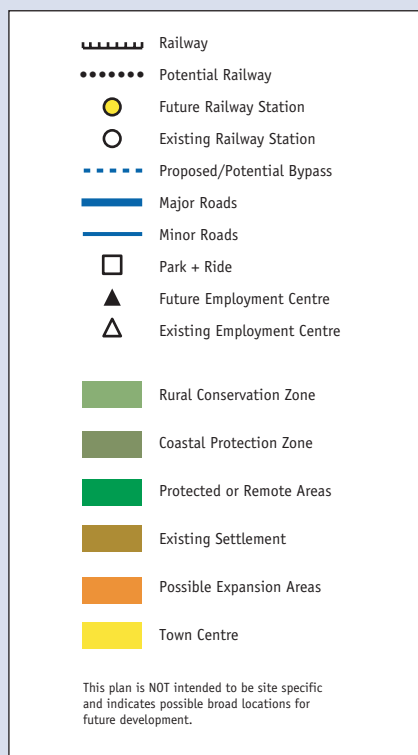 Railway
Potential Railway
Future Railway Station
Existing Railway Station
Proposed/Potential Bypass
Major Roads
Minor Roads
Park + Ride
Future Employment Centre
Existing Employment Centre
Rural Conservation Zone
Coastal Protection Zone
Protected or Remote Areas
Existing Settlement
Possible Expansion Areas
Town Centre
This plan is NOT intended to be site specific
and indicates possible broad locations for
future development.